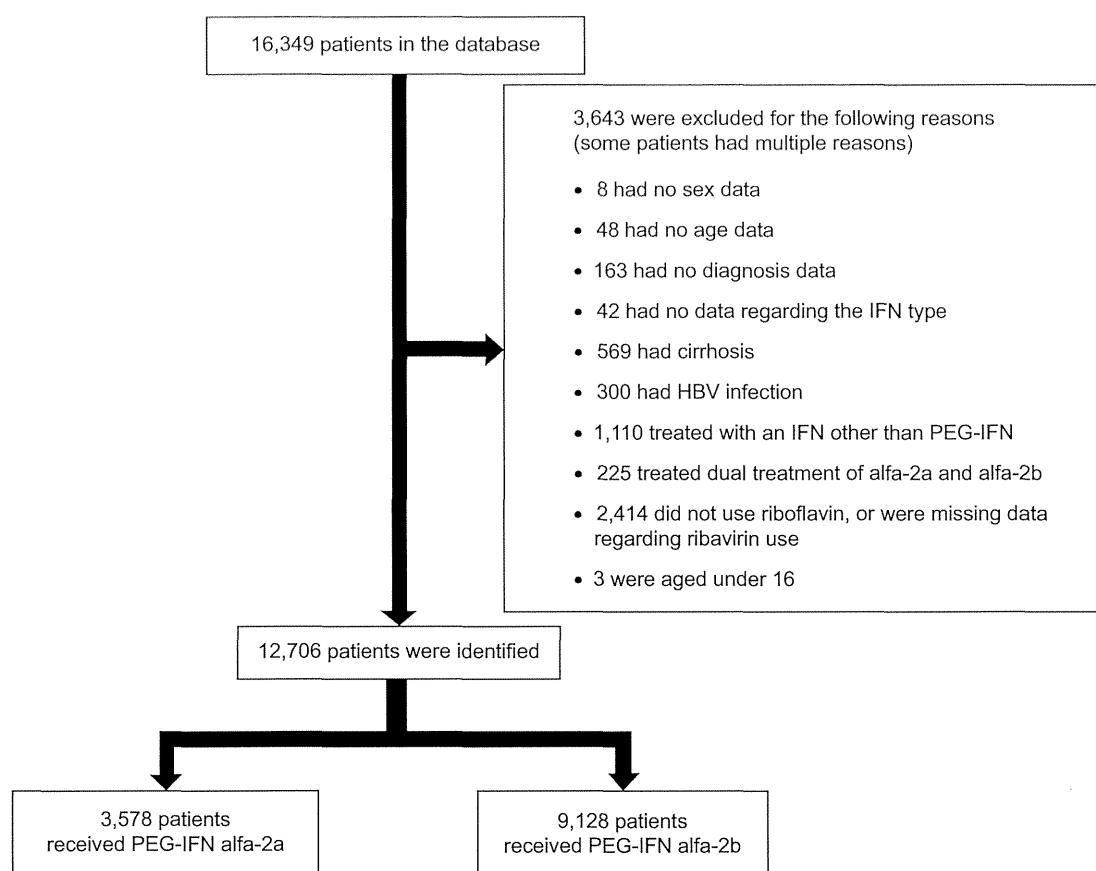 16,349 patients in the database
3,643 were excluded for the following reasons
(some patients had multiple reasons)
• 8 had no sex data
• 48 had no age data
• 163 had no diagnosis data
• 42 had no data regarding the IFN type
• 569 had cirrhosis
• 300 had HBV infection
• 1,110 treated with an IFN other than PEG-IFN
• 225 treated dual treatment of alfa-2a and alfa-2b
• 2,414 did not use riboflavin, or were missing data
regarding ribavirin use
• 3 were aged under 16
12,706 patients were identified
3,578 patients
received PEG-IFN alfa-2a
9,128 patients
received PEG-IFN alfa-2b